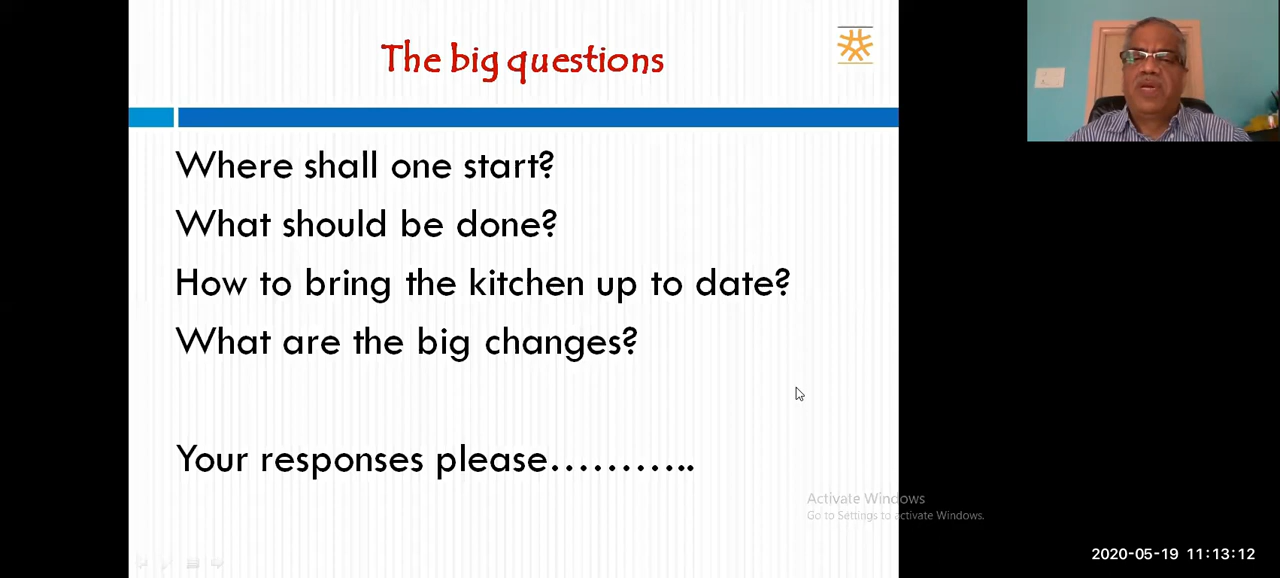 The big questions
Where shall one start?
What should be done?
How to bring the kitchen up to date?
What are the big changes?
Your responses please………..
Activate Windows
Go to Settings to activate Windows.
2020-05-19 11:13:12